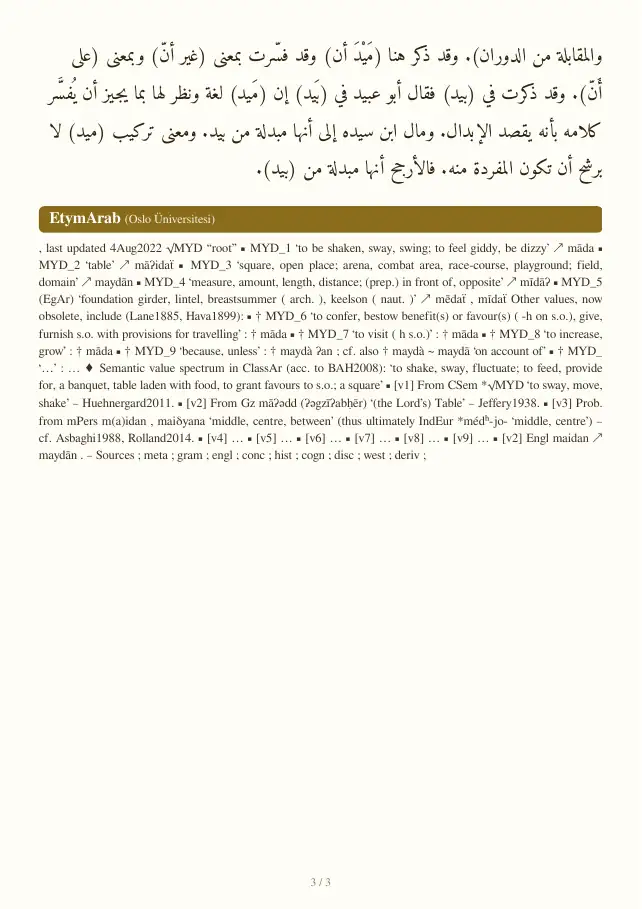 والمقابلة من الدوران). وقد ذكر هنا (مَيْدَ أن) وقد فسّرت بمعنى (غير أنّ) وبمعنى (على
أنّ). وقد ذكرت في (بيد) فقال أبو عبيد في (بَيد) إن (مَيد) لغة ونظر لها بما يجيز أن يُفسَّر
كلامه بأنه يقصد الإبدال. ومال ابن سيده إلى أنها مبدلة من بيد. ومعنى تركيب (ميد) لا
يرشح أن تكون المفردة منه. فالأرجح أنها مبدلة من (بيد).
EtymArab (Oslo Üniversitesi)
, last updated 4Aug2022 √MYD “root” ▪ MYD_1 ‘to be shaken, sway, swing; to feel giddy, be dizzy’ ↗ māda ▪
MYD_2 ‘table’ ↗ māʔidaẗ ▪ MYD_3 ‘square, open place; arena, combat area, race-course, playground; field,
domain’ ↗ maydān ▪ MYD_4 ‘measure, amount, length, distance; (prep.) in front of, opposite’ ↗ mīdāʔ ▪ MYD_5
(EgAr) ‘foundation girder, lintel, breastsummer ( arch. ), keelson ( naut. )’ ↗ mēdaẗ , mīdaẗ Other values, now
obsolete, include (Lane1885, Hava1899): ▪ † MYD_6 ‘to confer, bestow benefit(s) or favour(s) ( -h on s.o.), give,
furnish s.o. with provisions for travelling’ : † māda ▪ † MYD_7 ‘to visit ( h s.o.)’ : † māda ▪ † MYD_8 ‘to increase,
grow’ : † māda ▪ † MYD_9 ‘because, unless’ : † maydà ʔan ; cf. also † maydà ~ maydā ‘on account of’ ▪ † MYD_
‘…’ : … ♦ Semantic value spectrum in ClassAr (acc. to BAH2008): ‘to shake, sway, fluctuate; to feed, provide
for, a banquet, table laden with food, to grant favours to s.o.; a square’ ▪ [v1] From CSem *√MYD ‘to sway, move,
shake’ – Huehnergard2011. ▪ [v2] From Gz māʔədd (ʔəgzīʔabḥēr) ‘(the Lord’s) Table’ – Jeffery1938. ▪ [v3] Prob.
from mPers m(a)idan , maiδyana ‘middle, centre, between’ (thus ultimately IndEur *médʰ-jo- ‘middle, centre’) –
cf. Asbaghi1988, Rolland2014. ▪ [v4] … ▪ [v5] … ▪ [v6] … ▪ [v7] … ▪ [v8] … ▪ [v9] … ▪ [v2] Engl maidan ↗
maydān . – Sources ; meta ; gram ; engl ; conc ; hist ; cogn ; disc ; west ; deriv ;
3 / 3